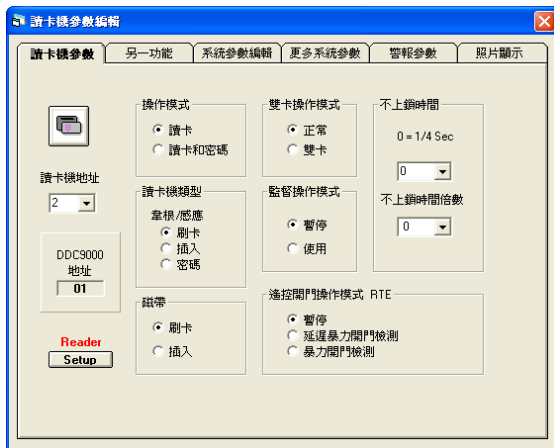 讀卡機參數編輯
讀卡機參數
另一功能
系統參數編輯
更多系統參數
警報參數
照片顯示
讀卡機地址
2
DDC9000
地址
01
Reader
Setup
操作模式
讀卡
讀卡和密碼
讀卡機類型
韋根/感應
刷卡
插入
密碼
磁帶
刷卡
插入
雙卡操作模式
正常
雙卡
監督操作模式
暫停
使用
不上鎖時間
0 = 1/4 Sec
0
不上鎖時間倍數
0
遙控開門操作模式 RTE
暫停
延遲暴力開門檢測
暴力開門檢測